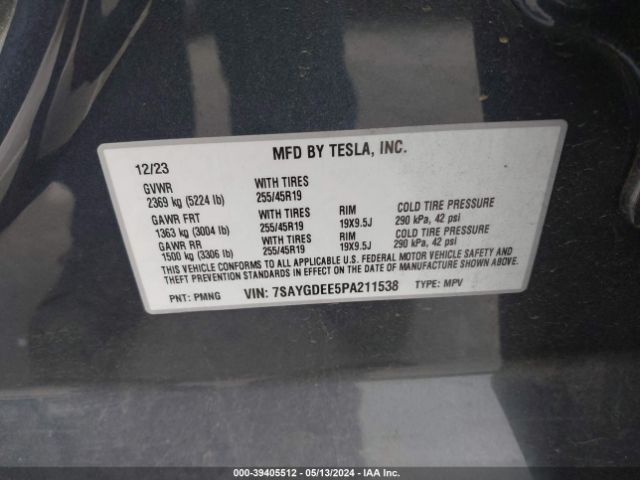 MFD BY TESLA, INC.
12/23
GVWR WITH TIRES
2369 kg (5224 lb) 255/45R19
GAWR FRT WITH TIRES RIM COLD TIRE PRESSURE
1363 kg (3004 lb) 255/45R19 19X9.5J 290 kPa, 42 psi
GAWR RR WITH TIRES RIM COLD TIRE PRESSURE
1500 kg (3306 lb) 255/45R19 19X9.5J 290 kPa, 42 psi
THIS VEHICLE CONFORMS TO ALL APPLICABLE U.S. FEDERAL MOTOR VEHICLE SAFETY AND
THEFT PREVENTION STANDARDS IN EFFECT ON THE DATE OF MANUFACTURE SHOWN ABOVE.
PNT: PMNG VIN: 7SAYGDEE5PA211538 TYPE: MPV
000-39405512 - 05/13/2024 - IAA Inc.